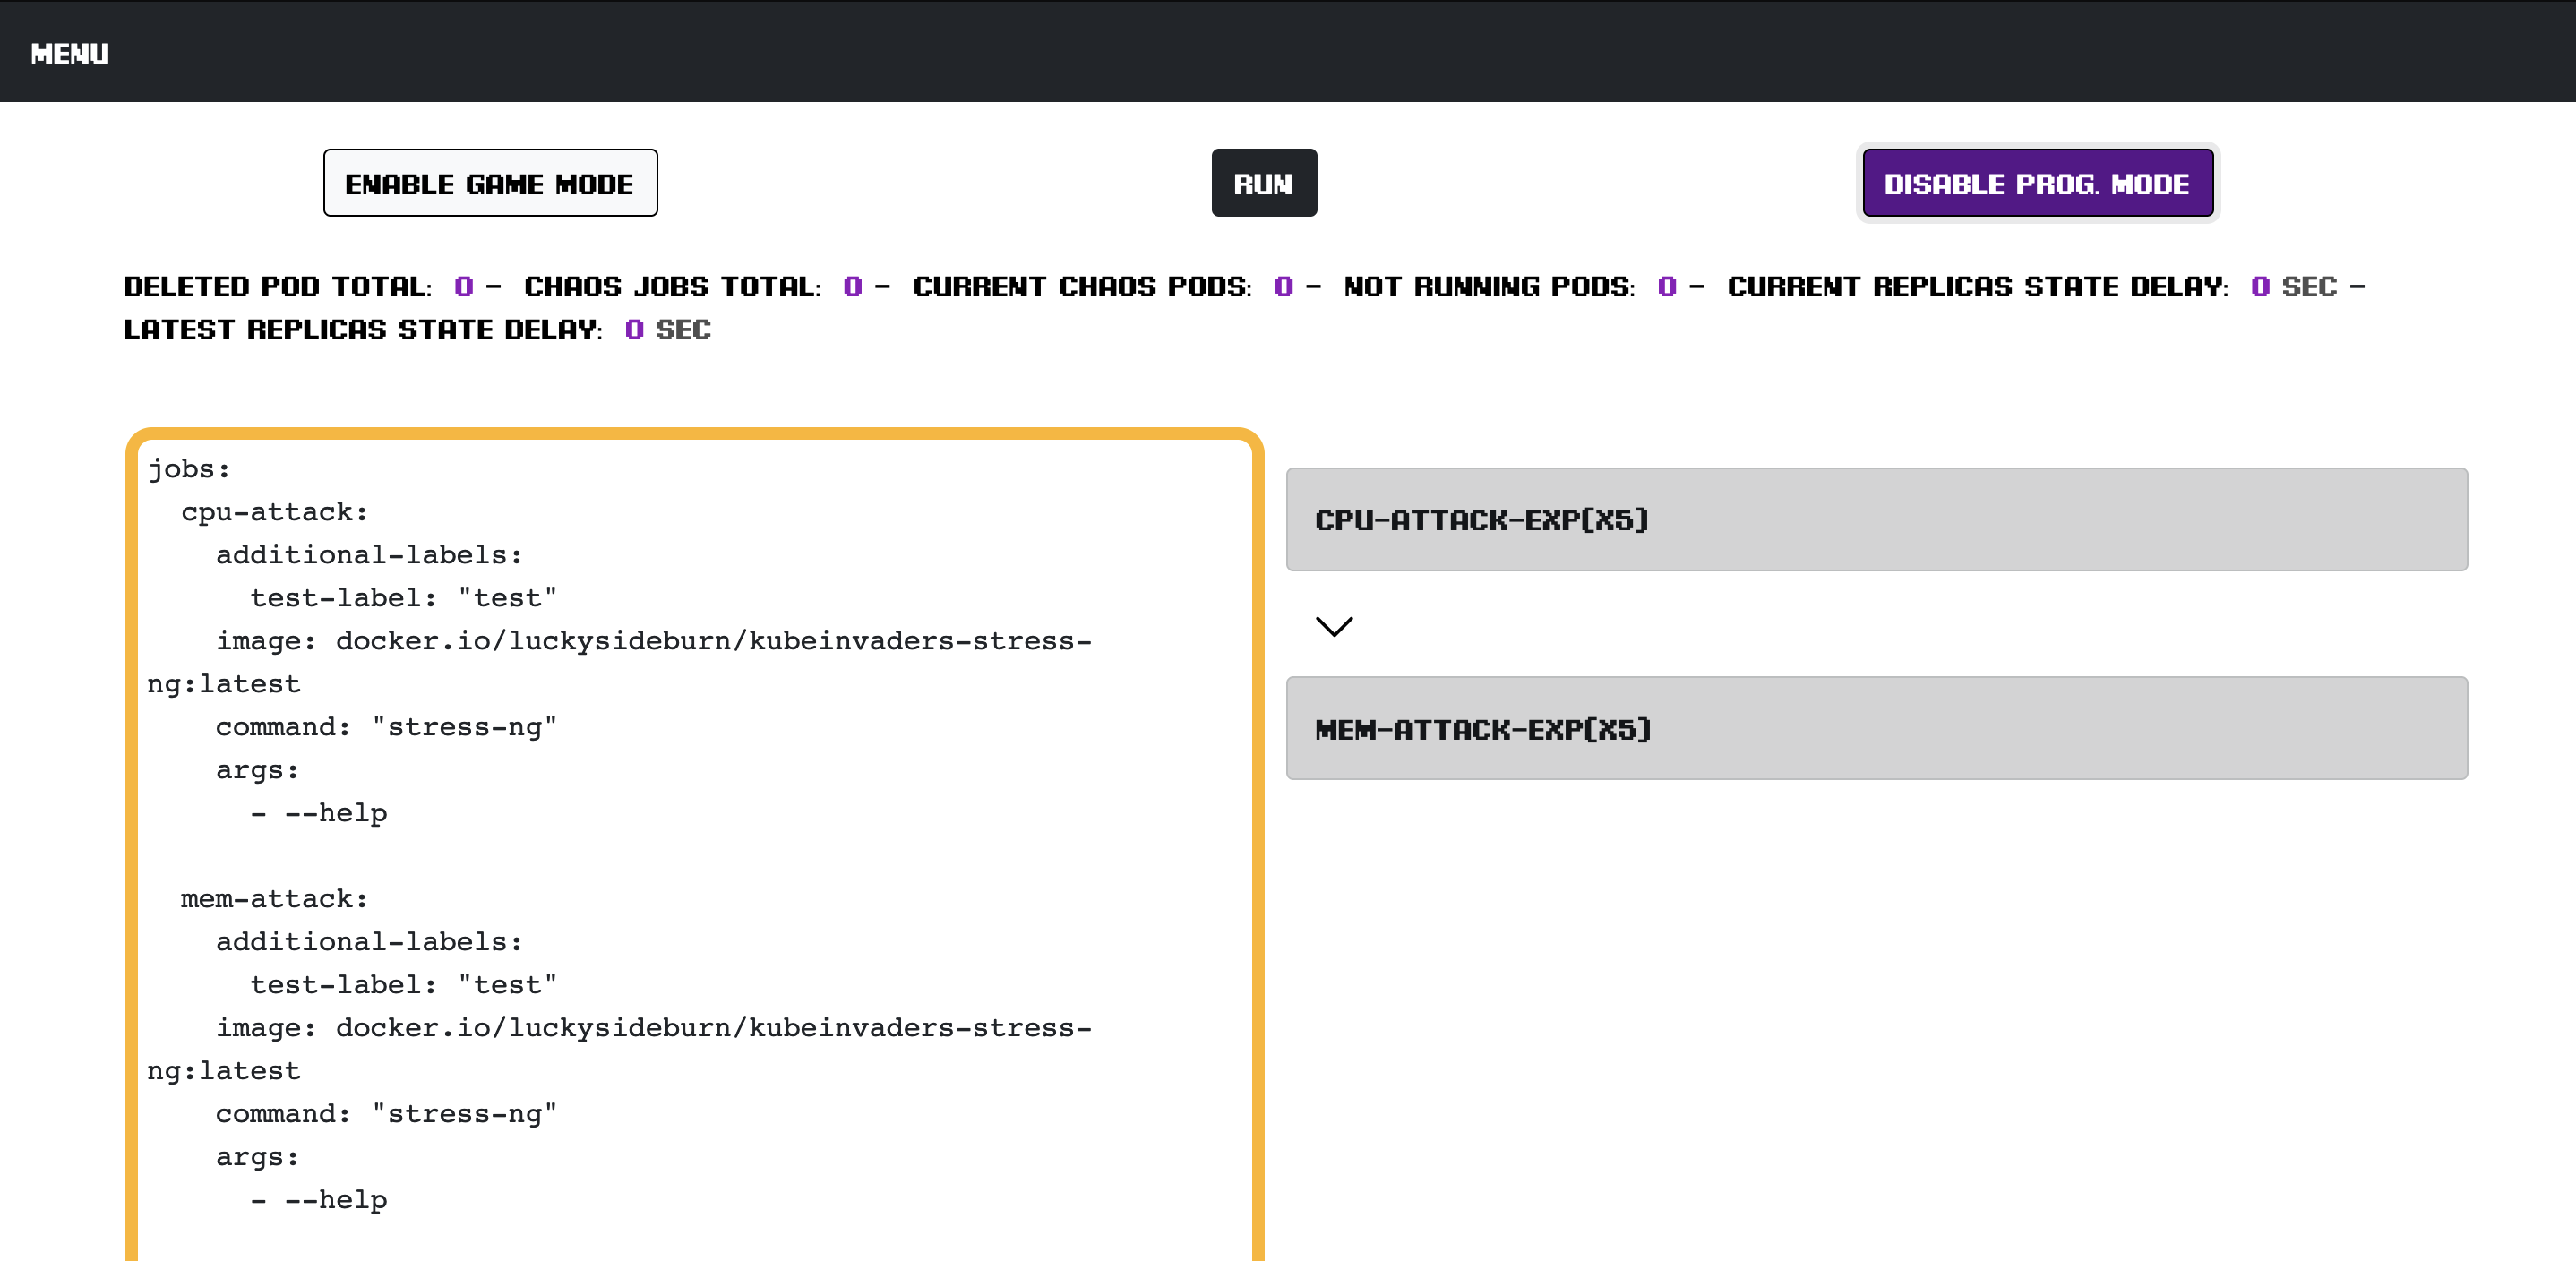 MENU
ENABLE GAME MODE
RUN
DISABLE PROG. MODE
DELETED POD TOTAL: 0 - CHAOS JOBS TOTAL: 0 - CURRENT CHAOS PODS: 0 - NOT RUNNING PODS: 0 - CURRENT REPLICAS STATE DELAY: 0 SEC -
LATEST REPLICAS STATE DELAY: 0 SEC
jobs:
  cpu-attack:
    additional-labels:
      test-label: "test"
    image: docker.io/luckysideburn/kubeinvaders-stress-
ng:latest
    command: "stress-ng"
    args:
      - --help
  mem-attack:
    additional-labels:
      test-label: "test"
    image: docker.io/luckysideburn/kubeinvaders-stress-
ng:latest
    command: "stress-ng"
    args:
      - --help
CPU-ATTACK-EXP(X5)
MEM-ATTACK-EXP(X5)